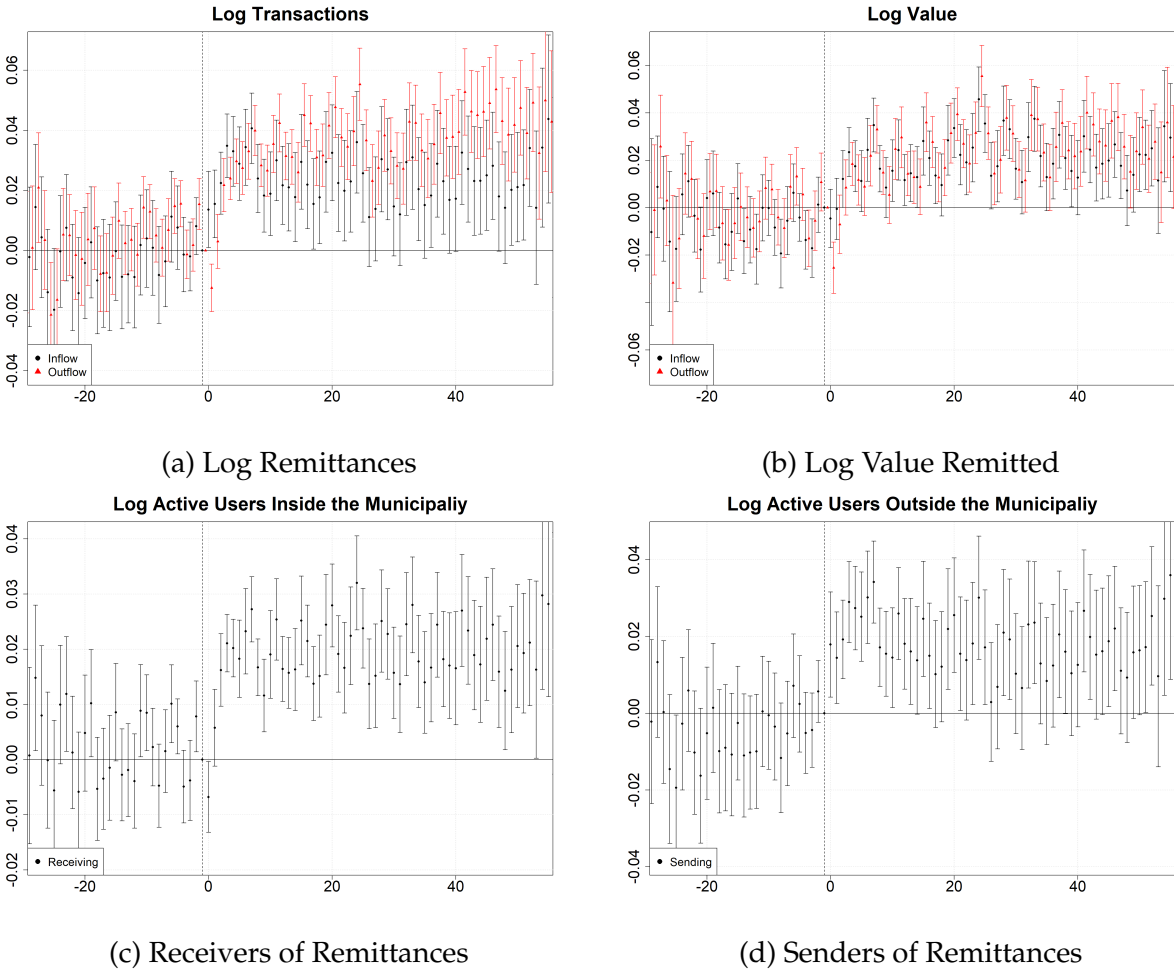 Log Transactions
0.06
0.04
0.02
0.00
-0.02
-0.04
Inflow
Outflow
-20 0 20 40
(a) Log Remittances
Log Value
0.06
0.04
0.02
0.00
-0.02
-0.06
Inflow
Outflow
-20 0 20 40
(b) Log Value Remitted
Log Active Users Inside the Municipaliy
0.04
0.03
0.02
0.01
0.00
-0.01
-0.02
Receiving
-20 0 20 40
(c) Receivers of Remittances
Log Active Users Outside the Municipaliy
0.04
0.02
0.00
-0.02
-0.04
Sending
-20 0 20 40
(d) Senders of Remittances